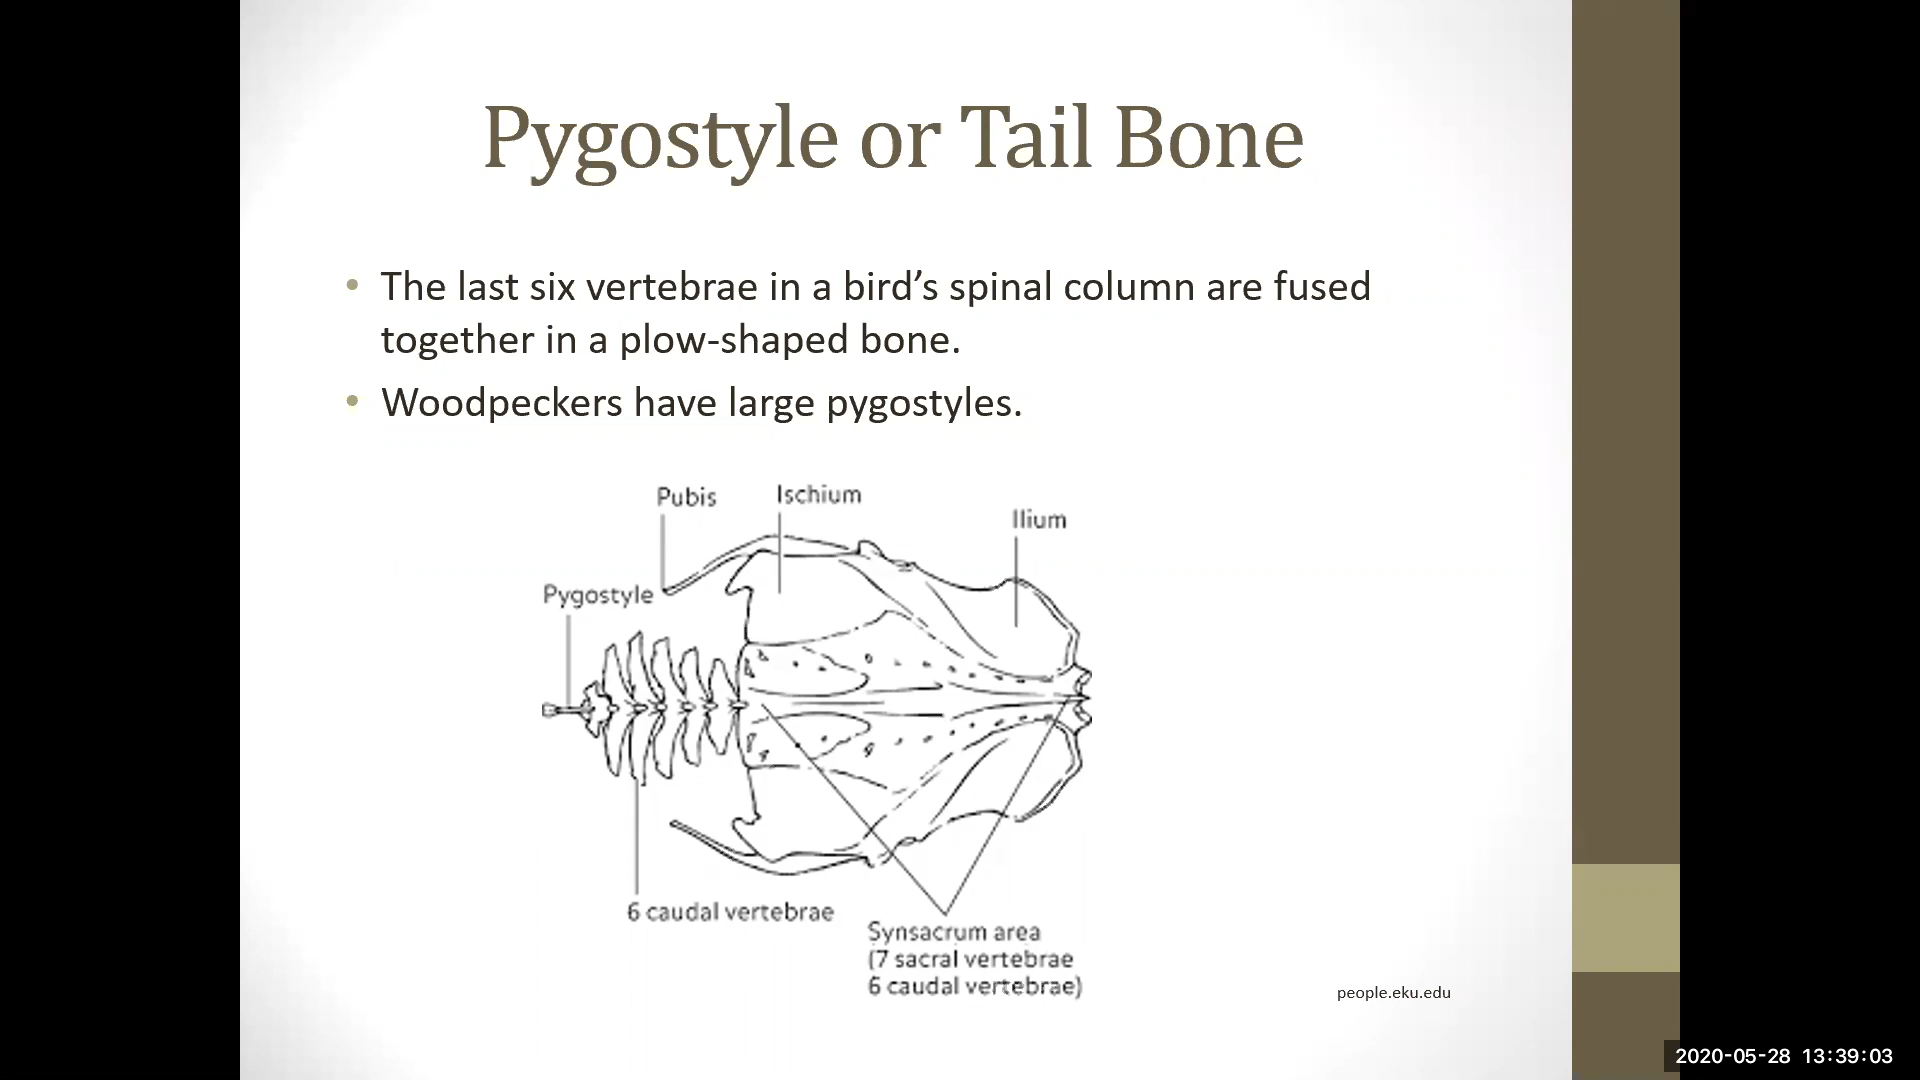 Pygostyle or Tail Bone
• The last six vertebrae in a bird’s spinal column are fused
together in a plow-shaped bone.
• Woodpeckers have large pygostyles.
Pubis
Ischium
Ilium
Pygostyle
6 caudal vertebrae
Synsacrum area
(7 sacral vertebrae
6 caudal vertebrae)
people.eku.edu
2020-05-28 13:39:03